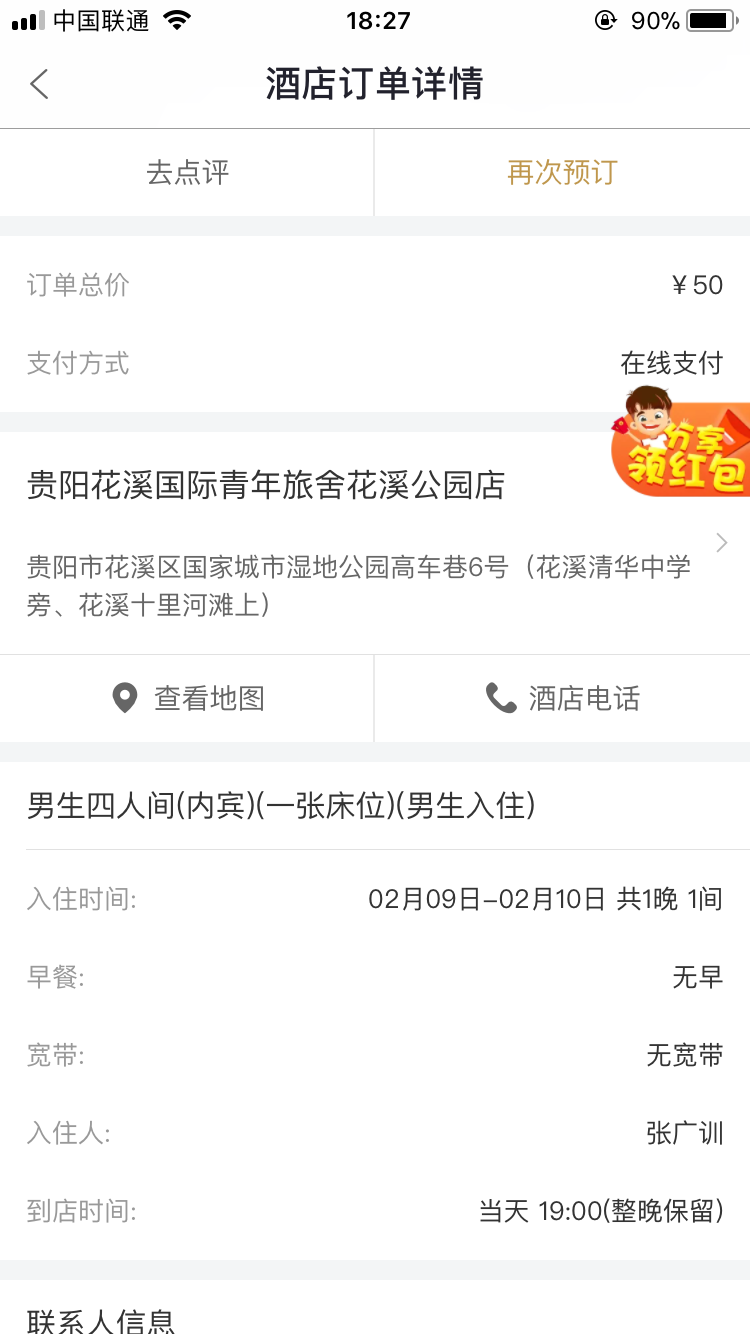 中国联通 18:27 90%
酒店订单详情
去点评 再次预订
订单总价 ¥50
支付方式 在线支付
分享
领红包
贵阳花溪国际青年旅舍花溪公园店
贵阳市花溪区国家城市湿地公园高车巷6号（花溪清华中学
旁、花溪十里河滩上）
查看地图 酒店电话
男生四人间(内宾)(一张床位)(男生入住)
入住时间: 02月09日-02月10日 共1晚 1间
早餐: 无早
宽带: 无宽带
入住人: 张广训
到店时间: 当天 19:00(整晚保留)
联系人信息